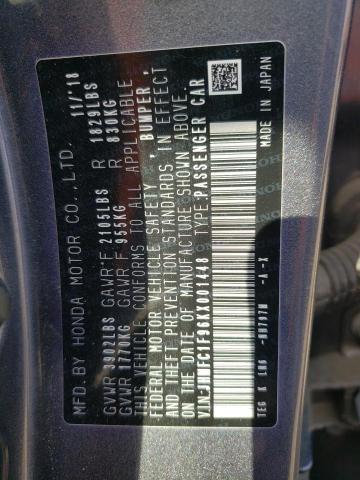 MFD. BY HONDA MOTOR CO., LTD. 11/'18
GVWR 3902LBS GAWR F 2105LBS R 1829LBS
GVWR 1770KG GAWR F 955KG R 830KG
THIS VEHICLE CONFORMS TO ALL APPLICABLE
FEDERAL MOTOR VEHICLE SAFETY, BUMPER,
AND THEFT PREVENTION STANDARDS IN EFFECT
ON THE DATE OF MANUFACTURE SHOWN ABOVE.
VIN: JHMFC1F96KX001448 TYPE: PASSENGER CAR
MADE IN JAPAN
TEG K -A-X